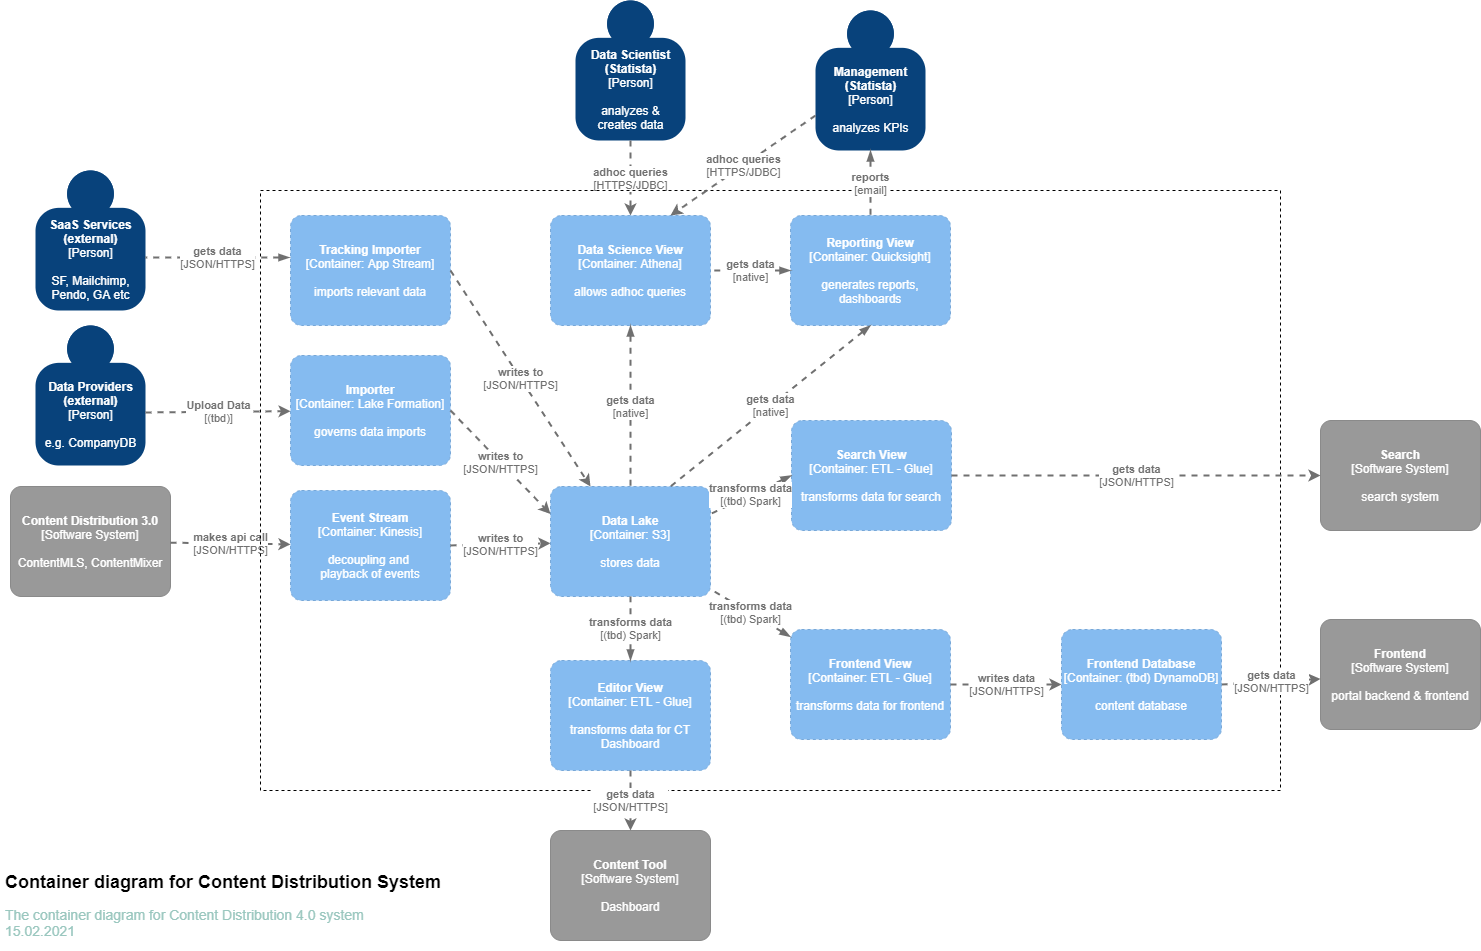 Data Scientist
(Statista)
[Person]
analyzes &
creates data
Management
(Statista)
[Person]
analyzes KPIs
adhoc queries
[HTTPS/JDBC]
adhoc queries
[HTTPS/JDBC]
reports
[email]
SaaS Services
(external)
[Person]
SF, Mailchimp,
Pendo, GA etc
gets data
[JSON/HTTPS]
Tracking Importer
[Container: App Stream]
imports relevant data
Data Science View
[Container: Athena]
allows adhoc queries
gets data
[native]
Reporting View
[Container: Quicksight]
generates reports,
dashboards
writes to
[JSON/HTTPS]
Data Providers
(external)
[Person]
e.g. CompanyDB
Upload Data
[(tbd)]
Importer
[Container: Lake Formation]
governs data imports
gets data
[native]
gets data
[native]
writes to
[JSON/HTTPS]
Search View
[Container: ETL - Glue]
transforms data for search
gets data
[JSON/HTTPS]
Search
[Software System]
search system
transforms data
[(tbd) Spark]
Content Distribution 3.0
[Software System]
ContentMLS, ContentMixer
makes api call
[JSON/HTTPS]
Event Stream
[Container: Kinesis]
decoupling and
playback of events
writes to
[JSON/HTTPS]
Data Lake
[Container: S3]
stores data
transforms data
[(tbd) Spark]
transforms data
[(tbd) Spark]
Editor View
[Container: ETL - Glue]
transforms data for CT
Dashboard
Frontend View
[Container: ETL - Glue]
transforms data for frontend
writes data
[JSON/HTTPS]
Frontend Database
[Container: (tbd) DynamoDB]
content database
gets data
[JSON/HTTPS]
Frontend
[Software System]
portal backend & frontend
gets data
[JSON/HTTPS]
Content Tool
[Software System]
Dashboard
Container diagram for Content Distribution System
The container diagram for Content Distribution 4.0 system
15.02.2021